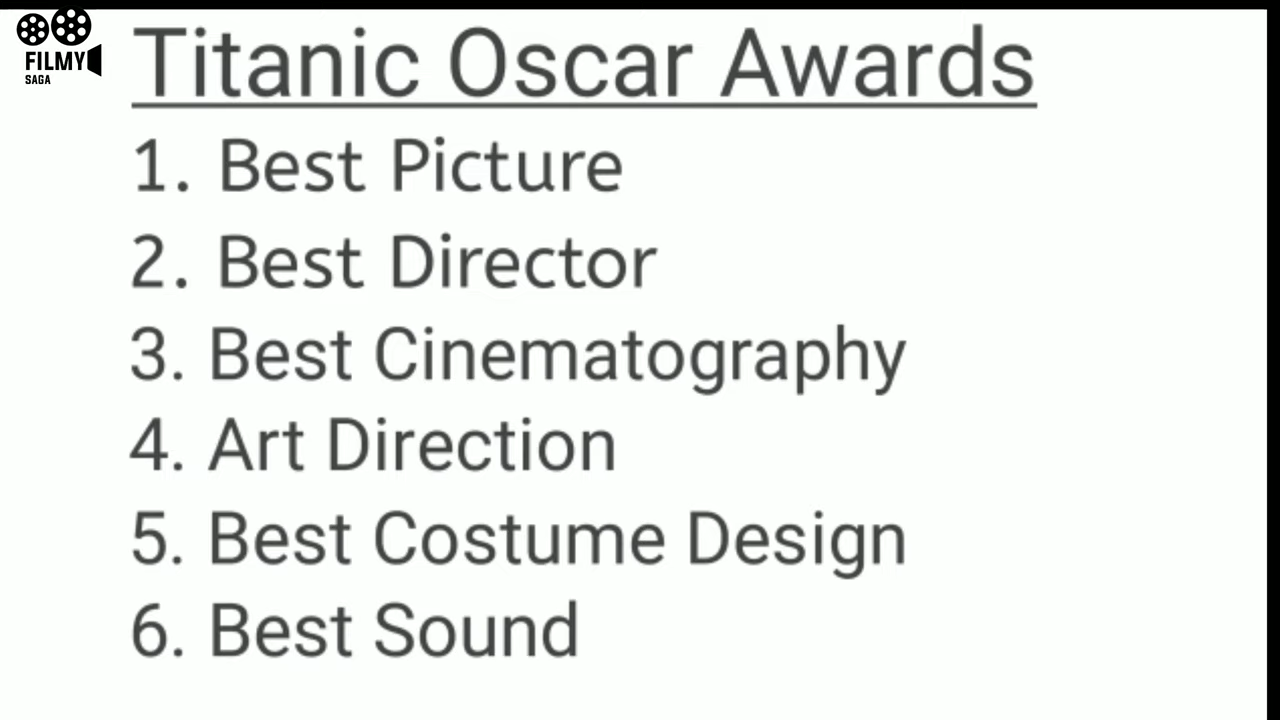 FILMY
SAGA
Titanic Oscar Awards
1. Best Picture
2. Best Director
3. Best Cinematography
4. Art Direction
5. Best Costume Design
6. Best Sound